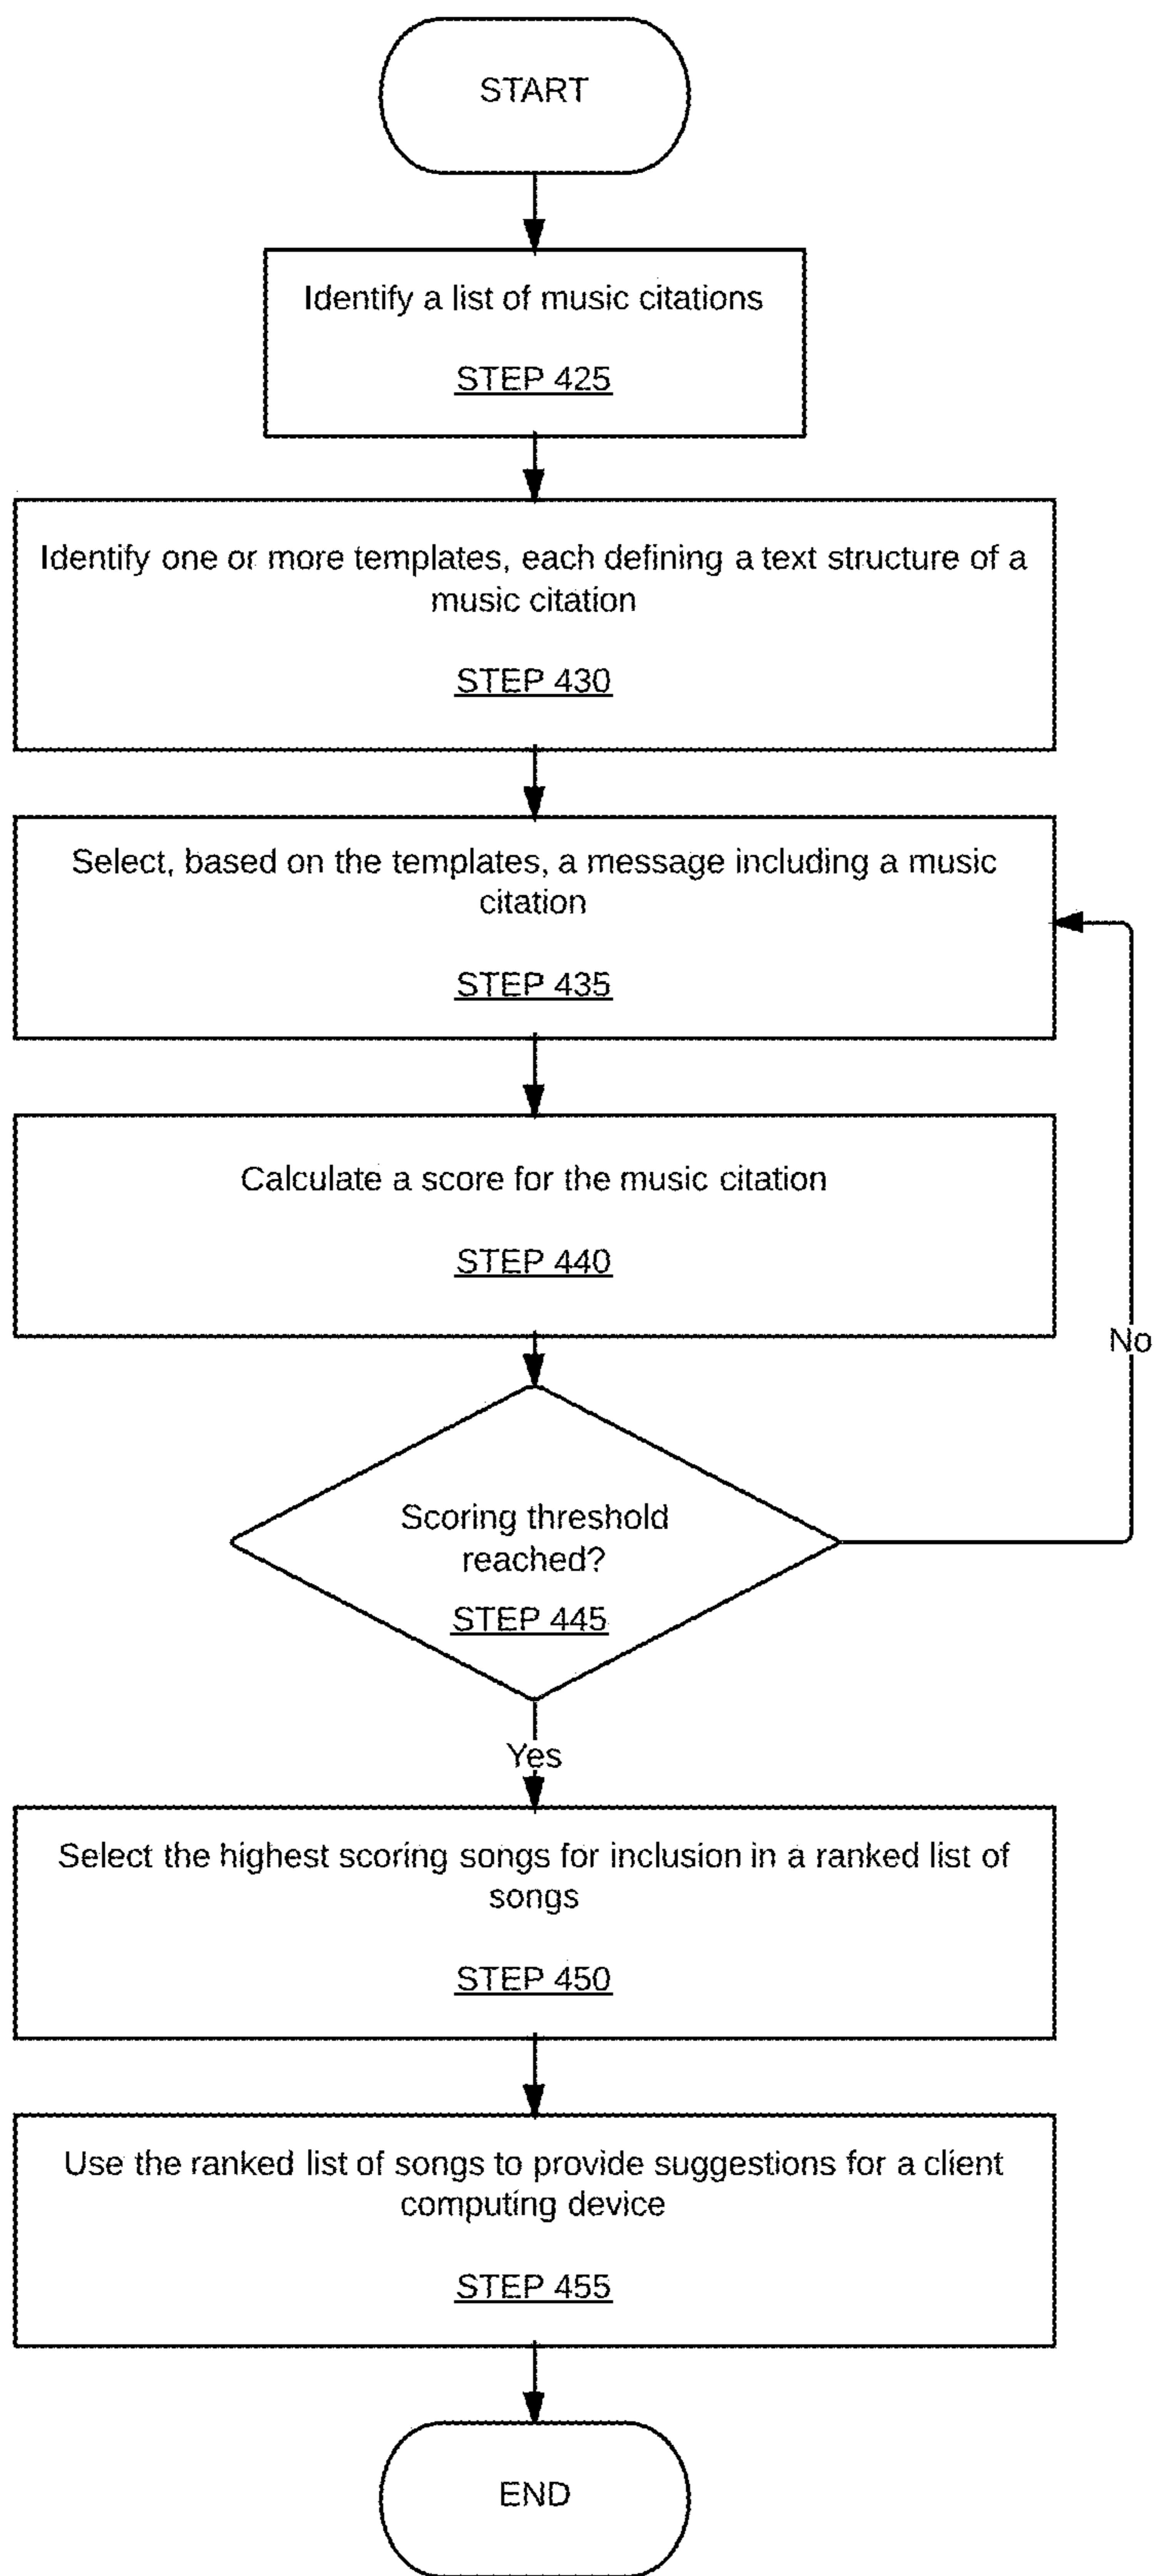 START
Identify a list of music citations
STEP 425
Identify one or more templates, each defining a text structure of a
music citation
STEP 430
Select, based on the templates, a message including a music
citation
STEP 435
Calculate a score for the music citation
STEP 440
No
Scoring threshold
reached?
STEP 445
Yes
Select the highest scoring songs for inclusion in a ranked list of
songs
STEP 450
Use the ranked list of songs to provide suggestions for a client
computing device
STEP 455
END